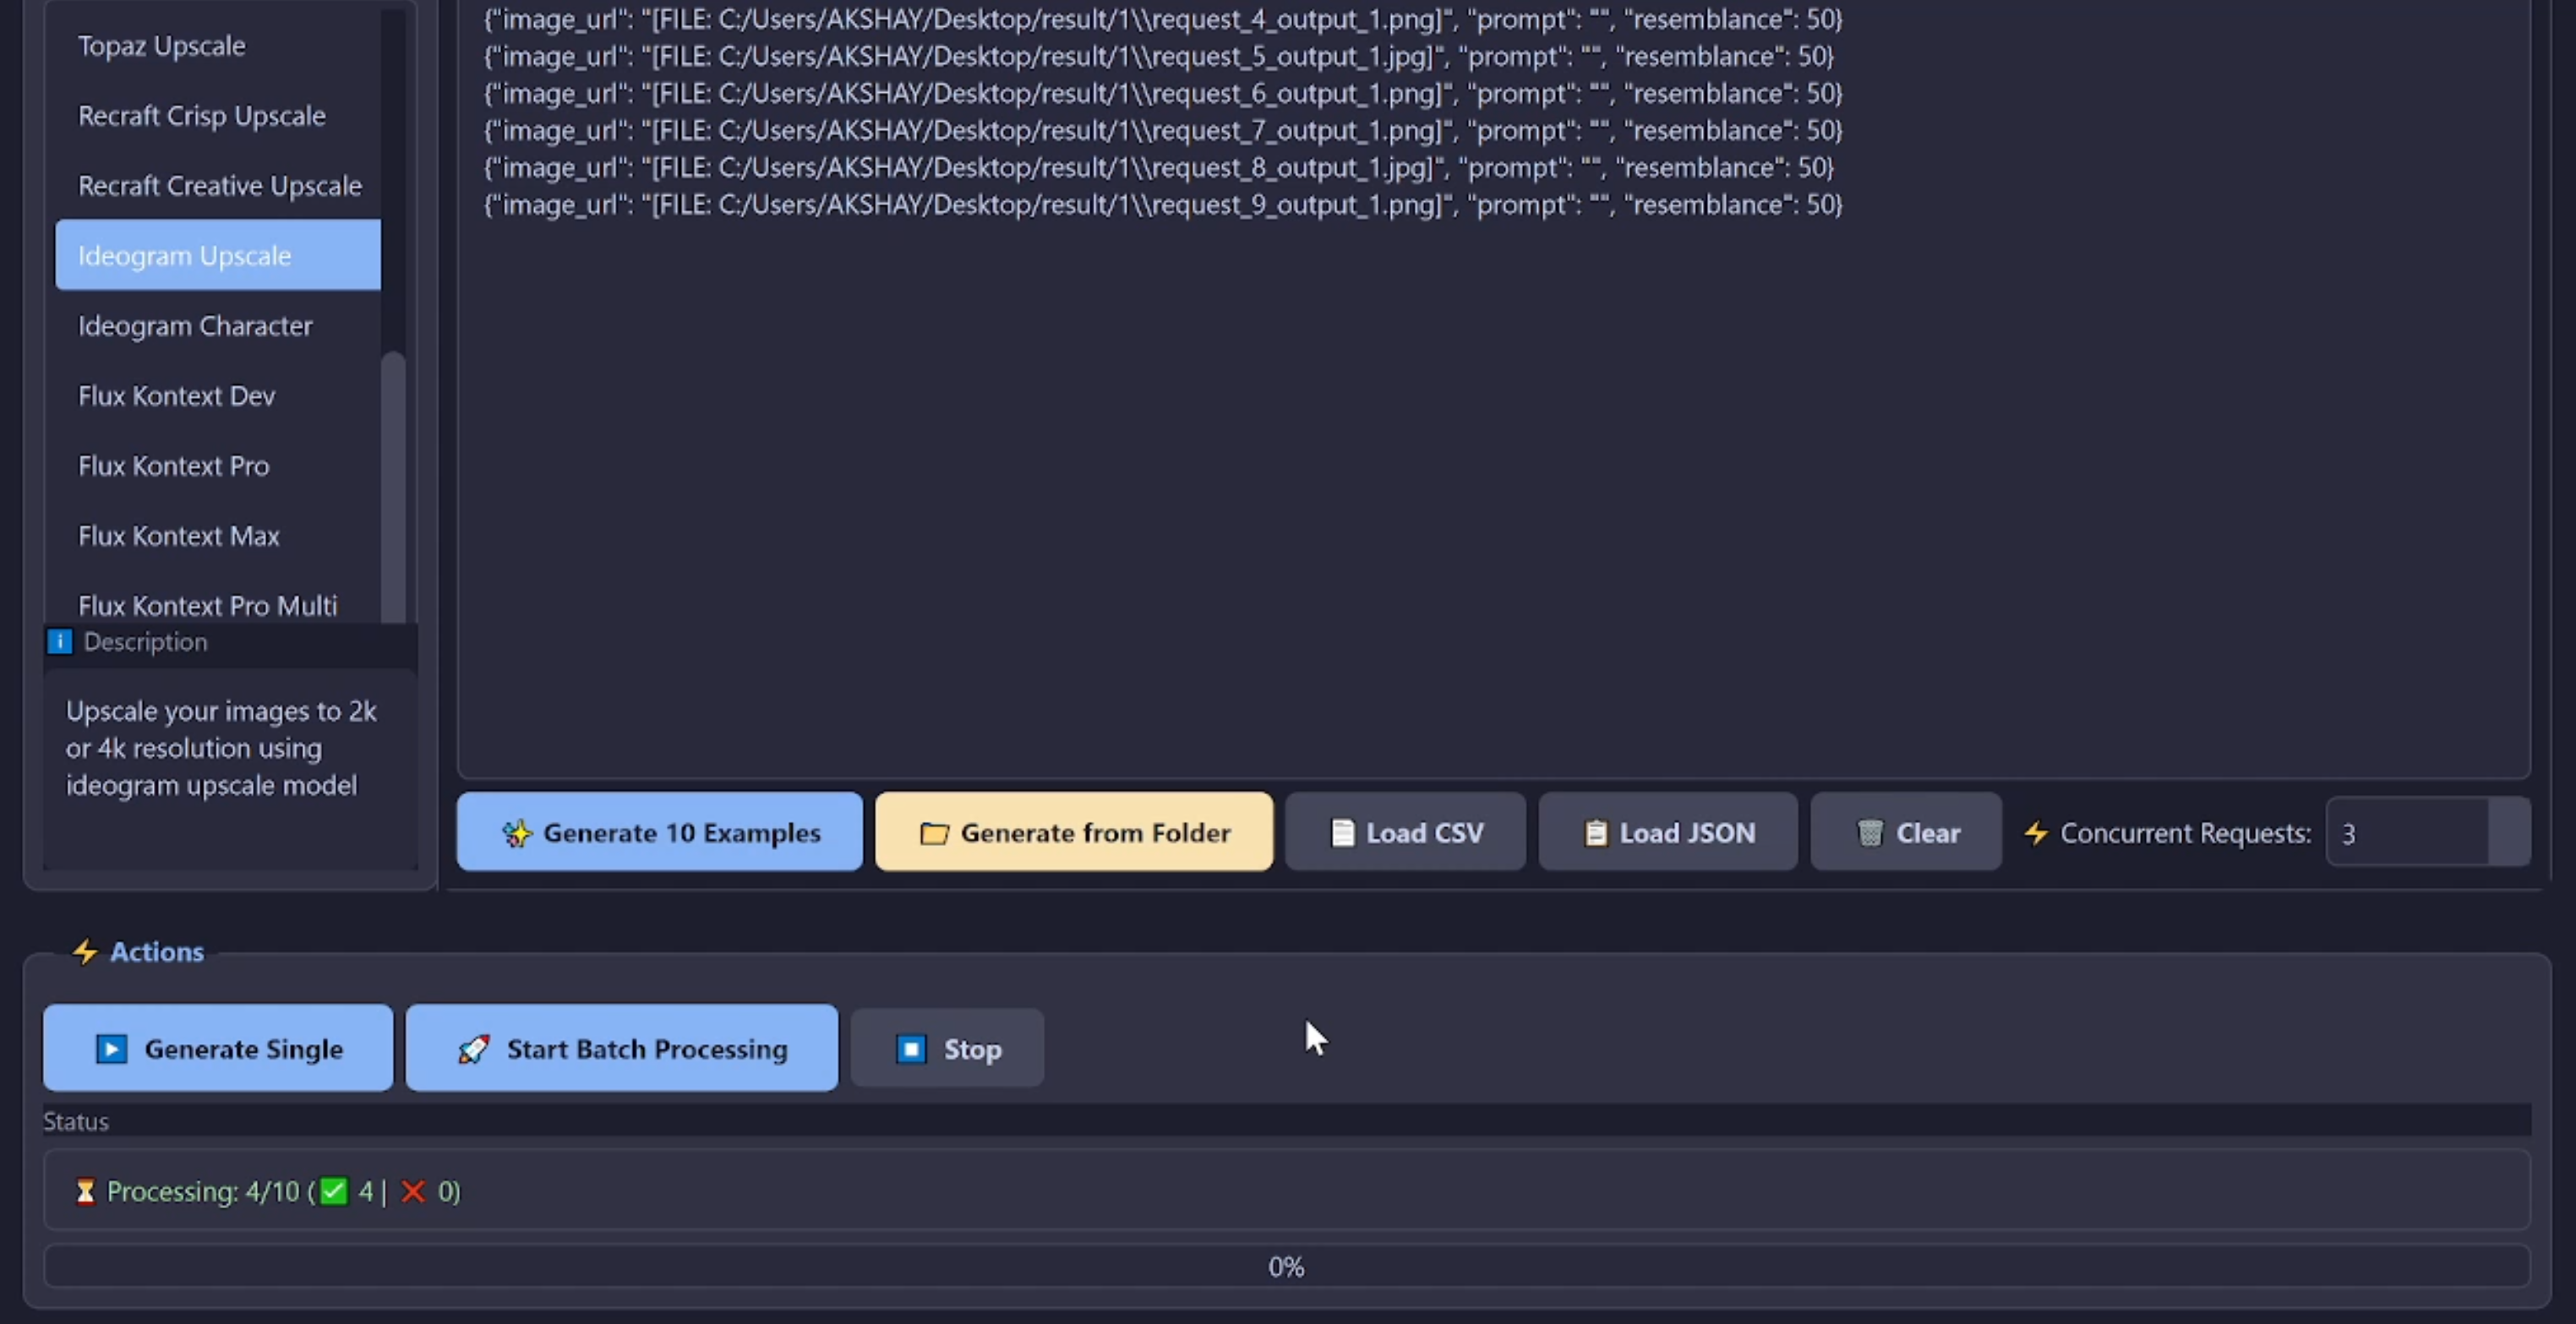 Topaz Upscale
Recraft Crisp Upscale
Recraft Creative Upscale
Ideogram Upscale
Ideogram Character
Flux Kontext Dev
Flux Kontext Pro
Flux Kontext Max
Flux Kontext Pro Multi
Description
Upscale your images to 2k
or 4k resolution using
ideogram upscale model
{"image_url": "[FILE: C:/Users/AKSHAY/Desktop/result/1\\request_4_output_1.png]", "prompt": "", "resemblance": 50}
{"image_url": "[FILE: C:/Users/AKSHAY/Desktop/result/1\\request_5_output_1.jpg]", "prompt": "", "resemblance": 50}
{"image_url": "[FILE: C:/Users/AKSHAY/Desktop/result/1\\request_6_output_1.png]", "prompt": "", "resemblance": 50}
{"image_url": "[FILE: C:/Users/AKSHAY/Desktop/result/1\\request_7_output_1.png]", "prompt": "", "resemblance": 50}
{"image_url": "[FILE: C:/Users/AKSHAY/Desktop/result/1\\request_8_output_1.jpg]", "prompt": "", "resemblance": 50}
{"image_url": "[FILE: C:/Users/AKSHAY/Desktop/result/1\\request_9_output_1.png]", "prompt": "", "resemblance": 50}
✨ Generate 10 Examples
📁 Generate from Folder
📄 Load CSV
📋 Load JSON
🗑️ Clear
⚡ Concurrent Requests: 3
⚡ Actions
▶️ Generate Single
🚀 Start Batch Processing
⏹️ Stop
Status
⏳ Processing: 4/10 (✅ 4 | ❌ 0)
0%